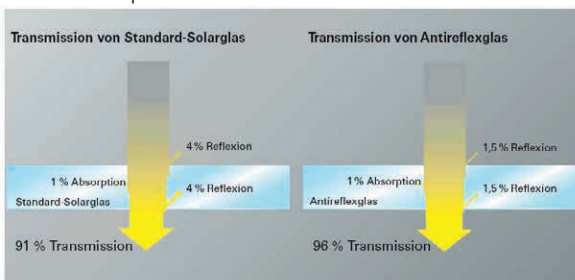 Transmission von Standard-Solarglas
4 % Reflexion
1 % Absorption
4 % Reflexion
Standard-Solarglas
91 % Transmission
Transmission von Antireflexglas
1,5 % Reflexion
1 % Absorption
1,5 % Reflexion
Antireflexglas
96 % Transmission